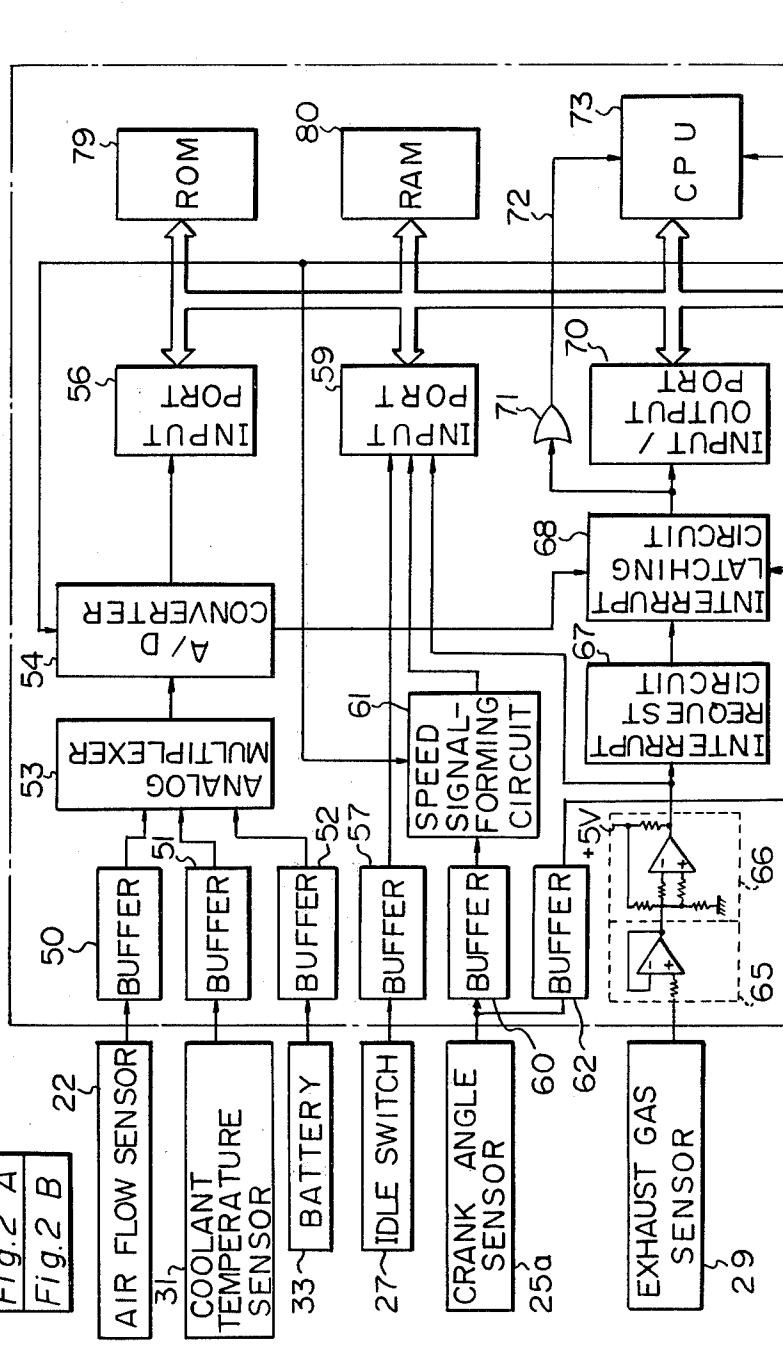 Fig.2 A
Fig.2 B
AIR FLOW SENSOR
22
31
COOLANT
TEMPERATURE
SENSOR
33
BATTERY
27
IDLE SWITCH
CRANK ANGLE
SENSOR
25a
EXHAUST GAS
SENSOR
29
50
BUFFER
51
BUFFER
52
BUFFER
57
BUFFER
60
BUFFER
62
BUFFER
65
66
+5V
53
ANALOG
MULTIPLEXER
54
A/D
CONVERTER
61
SPEED
SIGNAL-
FORMING
CIRCUIT
67
INTERRUPT
REQUEST
CIRCUIT
68
INTERRUPT
LATCHING
CIRCUIT
56
INPUT
PORT
59
INPUT
PORT
70
INPUT /
OUTPUT
PORT
71
72
79
ROM
80
RAM
73
CPU